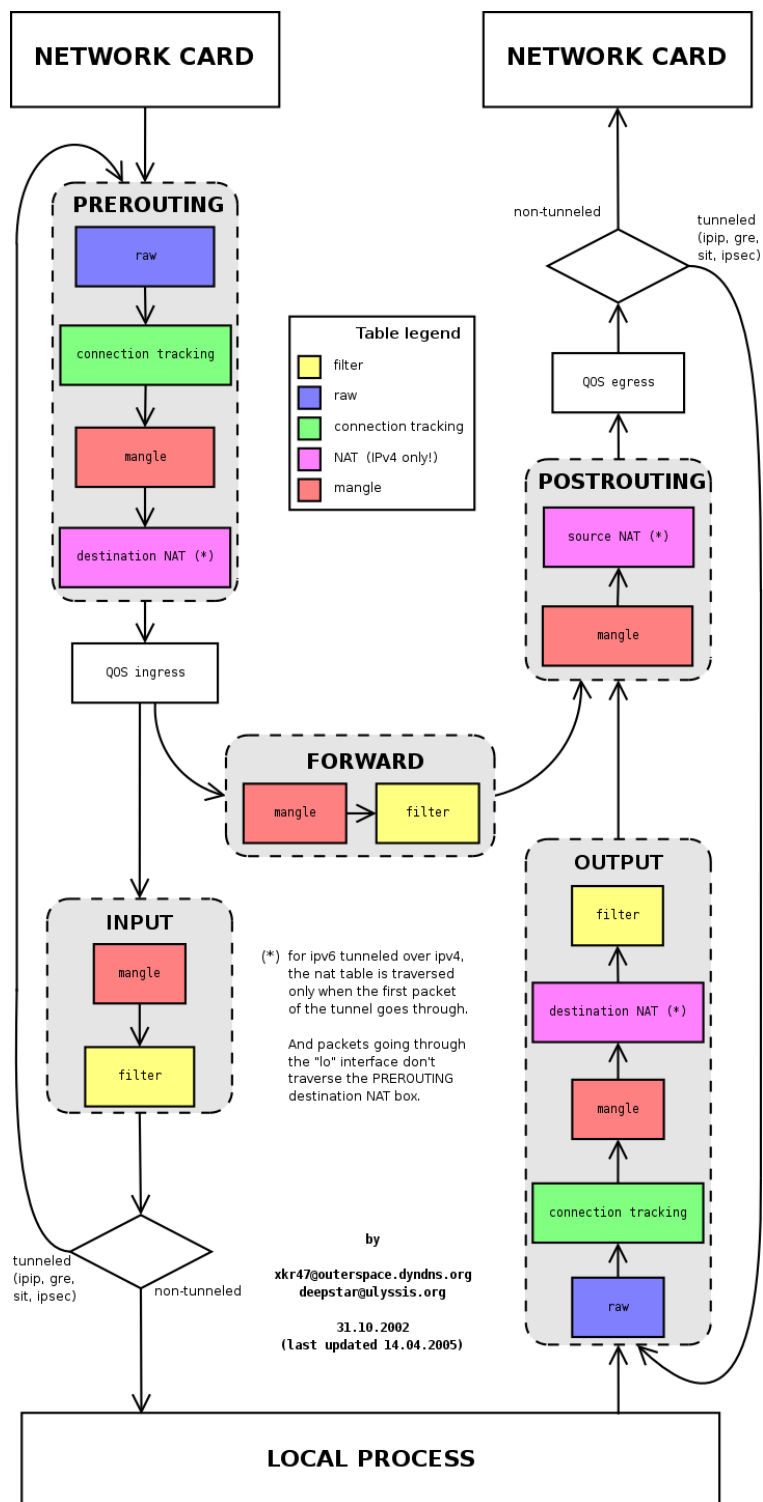 NETWORK CARD
NETWORK CARD
non-tunneled
tunneled
(ipip, gre,
sit, ipsec)
PREROUTING
raw
connection tracking
mangle
destination NAT (*)
Table legend
filter
raw
connection tracking
NAT (IPv4 only!)
mangle
QOS egress
POSTROUTING
source NAT (*)
mangle
QOS ingress
FORWARD
mangle
filter
INPUT
mangle
filter
(*) for ipv6 tunneled over ipv4,
the nat table is traversed
only when the first packet
of the tunnel goes through.
And packets going through
the "lo" interface don't
traverse the PREROUTING
destination NAT box.
OUTPUT
filter
destination NAT (*)
mangle
connection tracking
raw
tunneled
(ipip, gre,
sit, ipsec)
non-tunneled
by
xkr47@outerspace.dyndns.org
deepstar@ulyssis.org
31.10.2002
(last updated 14.04.2005)
LOCAL PROCESS